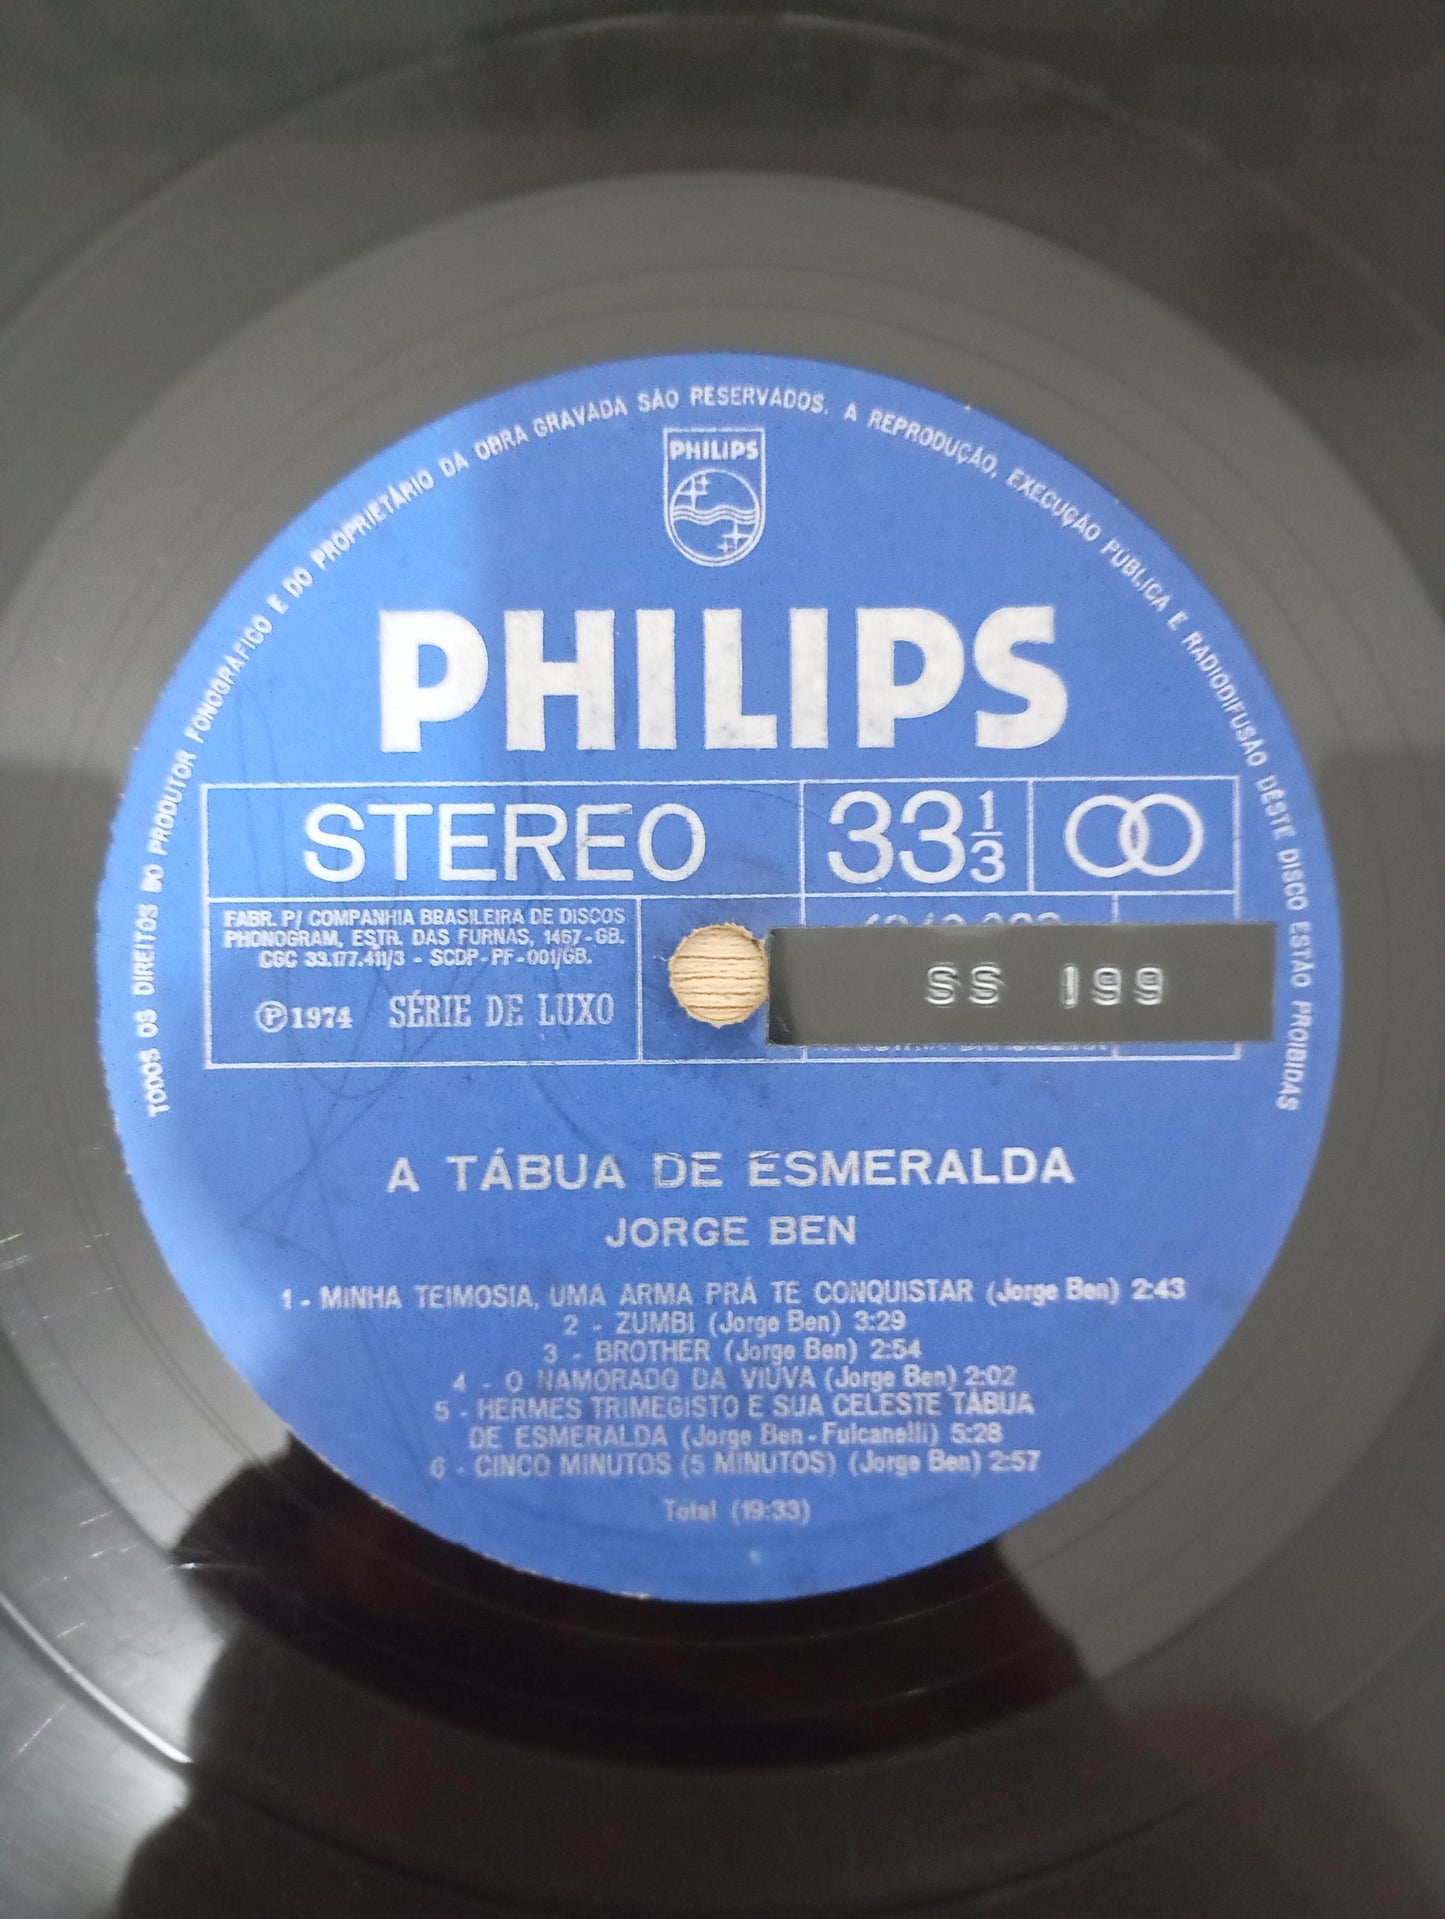 TODOS OS DIREITOS DO PRODUTOR FONOGRÁFICO E DO PROPRIETÁRIO DA OBRA GRAVADA SÃO RESERVADOS. A REPRODUÇÃO, EXECUÇÃO PÚBLICA E RADIODIFUSÃO DÊSTE DISCO ESTÃO PROIBIDAS
PHILIPS
PHILIPS
STEREO 33 1/3
FABR. P/ COMPANHIA BRASILEIRA DE DISCOS
PHONOGRAM, ESTR. DAS FURNAS, 1467-GB.
CGC 33.177.411/3 - SCDP-PF-001/GB.
SS 199
Ⓟ1974 SÉRIE DE LUXO
A TÁBUA DE ESMERALDA
JORGE BEN
1 - MINHA TEIMOSIA, UMA ARMA PRÁ TE CONQUISTAR (Jorge Ben) 2:43
2 - ZUMBI (Jorge Ben) 3:29
3 - BROTHER (Jorge Ben) 2:54
4 - O NAMORADO DA VIUVA (Jorge Ben) 2:02
5 - HERMES TRIMEGISTO E SUA CELESTE TÁBUA
DE ESMERALDA (Jorge Ben - Fulcanelli) 5:28
6 - CINCO MINUTOS (5 MINUTOS) (Jorge Ben) 2:57
Total (19:33)